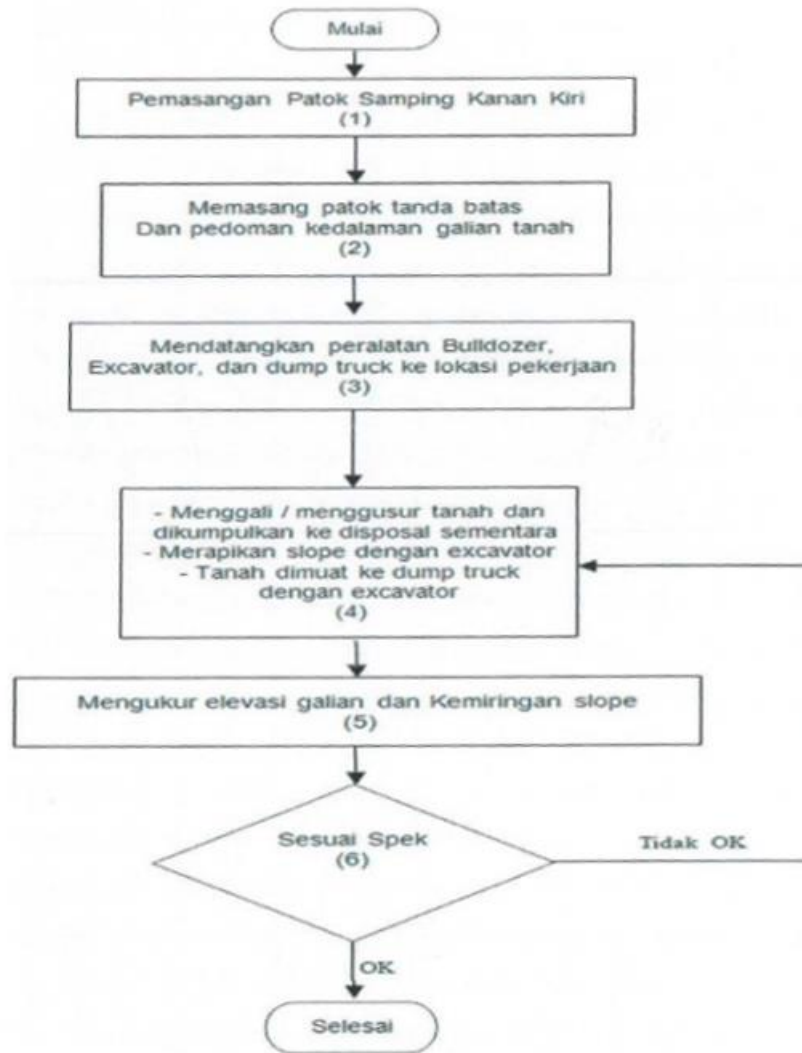 Mulai
Pemasangan Patok Samping Kanan Kiri
(1)
Memasang patok tanda batas
Dan pedoman kedalaman galian tanah
(2)
Mendatangkan peralatan Bulldozer,
Excavator, dan dump truck ke lokasi pekerjaan
(3)
- Menggali / menggusur tanah dan
dikumpulkan ke disposal sementara
- Merapikan slope dengan excavator
- Tanah dimuat ke dump truck
dengan excavator
(4)
Mengukur elevasi galian dan Kemiringan slope
(5)
Sesuai Spek
(6)
Tidak OK
OK
Selesai